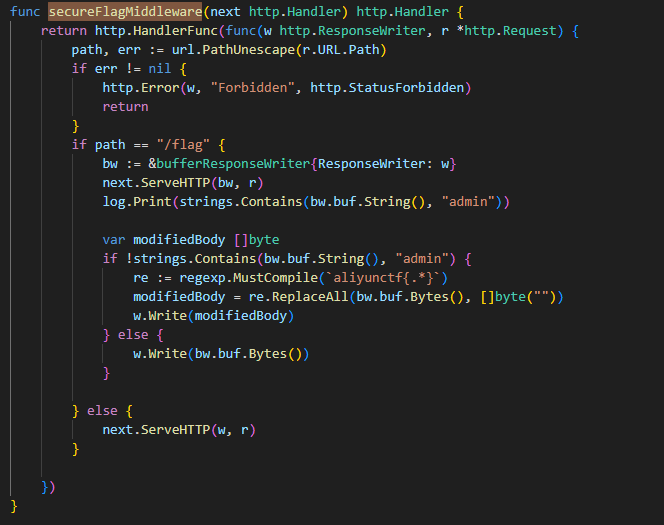 func secureFlagMiddleware(next http.Handler) http.Handler {
    return http.HandlerFunc(func(w http.ResponseWriter, r *http.Request) {
        path, err := url.PathUnescape(r.URL.Path)
        if err != nil {
            http.Error(w, "Forbidden", http.StatusForbidden)
            return
        }
        if path == "/flag" {
            bw := &bufferResponseWriter{ResponseWriter: w}
            next.ServeHTTP(bw, r)
            log.Print(strings.Contains(bw.buf.String(), "admin"))

            var modifiedBody []byte
            if !strings.Contains(bw.buf.String(), "admin") {
                re := regexp.MustCompile(`aliyunctf{.*}`)
                modifiedBody = re.ReplaceAll(bw.buf.Bytes(), []byte(""))
                w.Write(modifiedBody)
            } else {
                w.Write(bw.buf.Bytes())
            }

        } else {
            next.ServeHTTP(w, r)
        }

    })
}